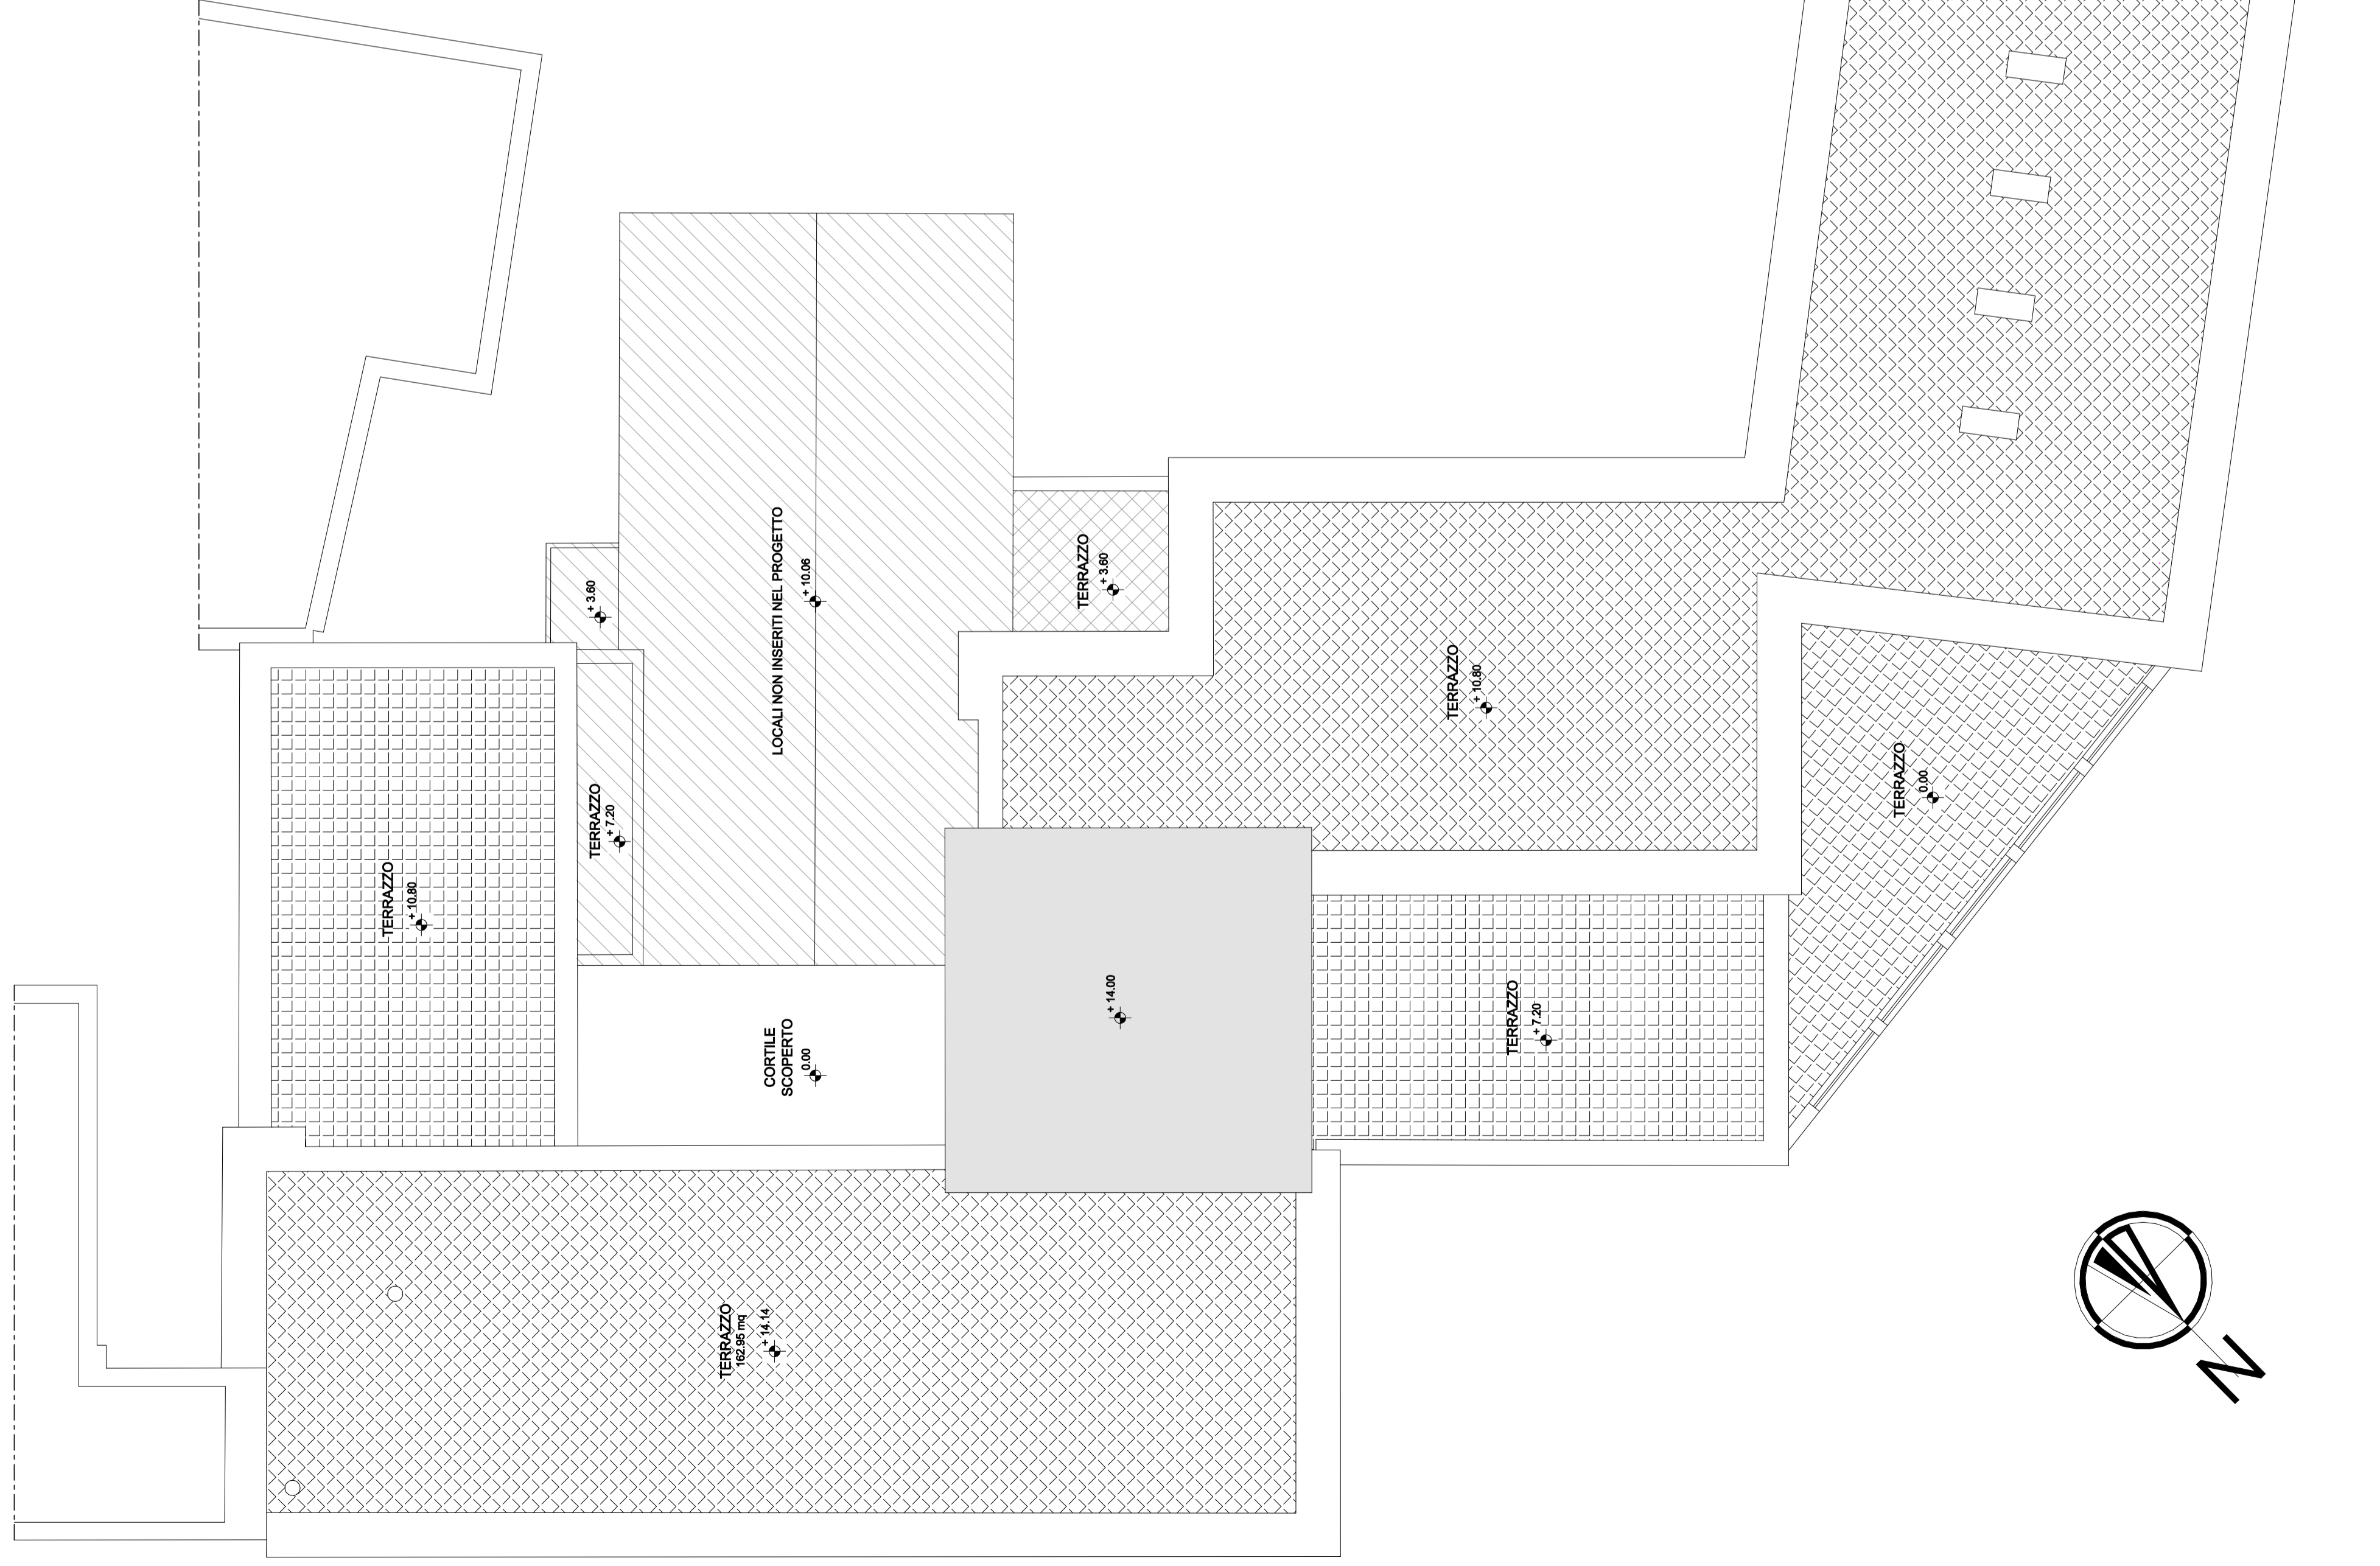 TERRAZZO
+ 10.80
+ 3.60
TERRAZZO
+ 7.20
LOCALI NON INSERITI NEL PROGETTO
+ 10.06
CORTILE
SCOPERTO
0.00
TERRAZZO
162.95 mq
+ 14.14
TERRAZZO
+ 3.60
+ 14.00
TERRAZZO
+ 10.80
TERRAZZO
+ 7.20
TERRAZZO
0.00
N